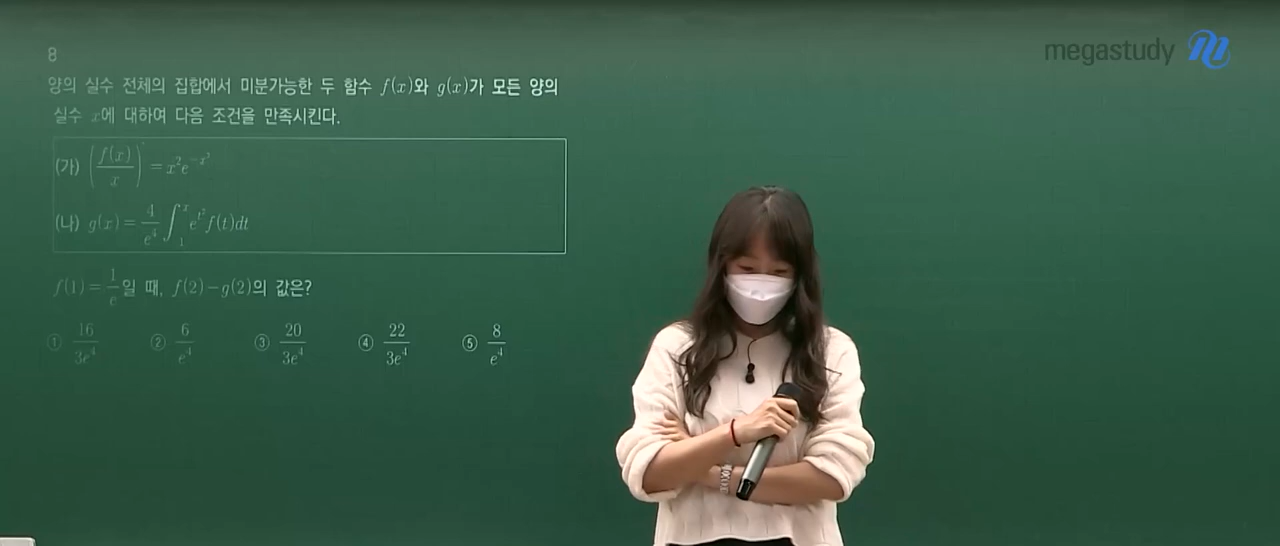 megastudy
8
양의 실수 전체의 집합에서 미분가능한 두 함수 f(x)와 g(x)가 모든 양의
실수 x에 대하여 다음 조건을 만족시킨다.
(가) (f(x)/x)′ = x²e^(-x²)
(나) g(x) = 4/e⁴ ∫₁ˣ e^(t²) f(t)dt
f(1) = 1/e일 때, f(2)-g(2)의 값은?
① 16/3e⁴ ② 6/e⁴ ③ 20/3e⁴ ④ 22/3e⁴ ⑤ 8/e⁴